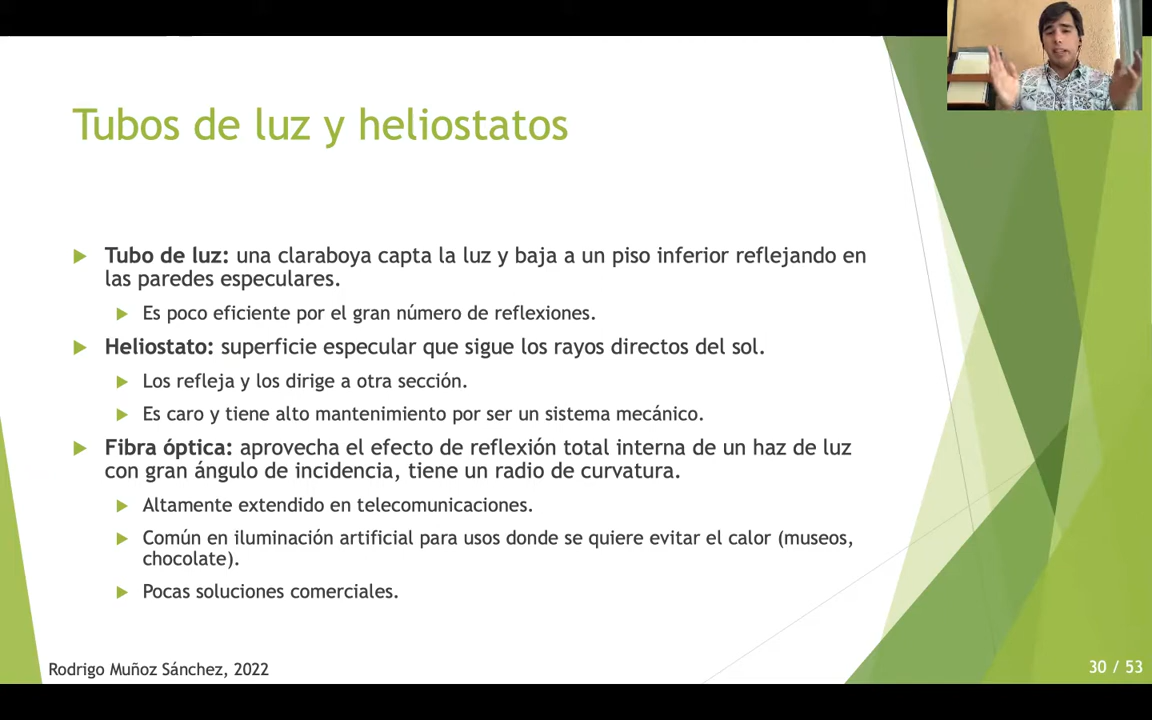 Tubos de luz y heliostatos
Tubo de luz: una claraboya capta la luz y baja a un piso inferior reflejando en
las paredes especulares.
Es poco eficiente por el gran número de reflexiones.
Heliostato: superficie especular que sigue los rayos directos del sol.
Los refleja y los dirige a otra sección.
Es caro y tiene alto mantenimiento por ser un sistema mecánico.
Fibra óptica: aprovecha el efecto de reflexión total interna de un haz de luz
con gran ángulo de incidencia, tiene un radio de curvatura.
Altamente extendido en telecomunicaciones.
Común en iluminación artificial para usos donde se quiere evitar el calor (museos,
chocolate).
Pocas soluciones comerciales.
Rodrigo Muñoz Sánchez, 2022
30 / 53